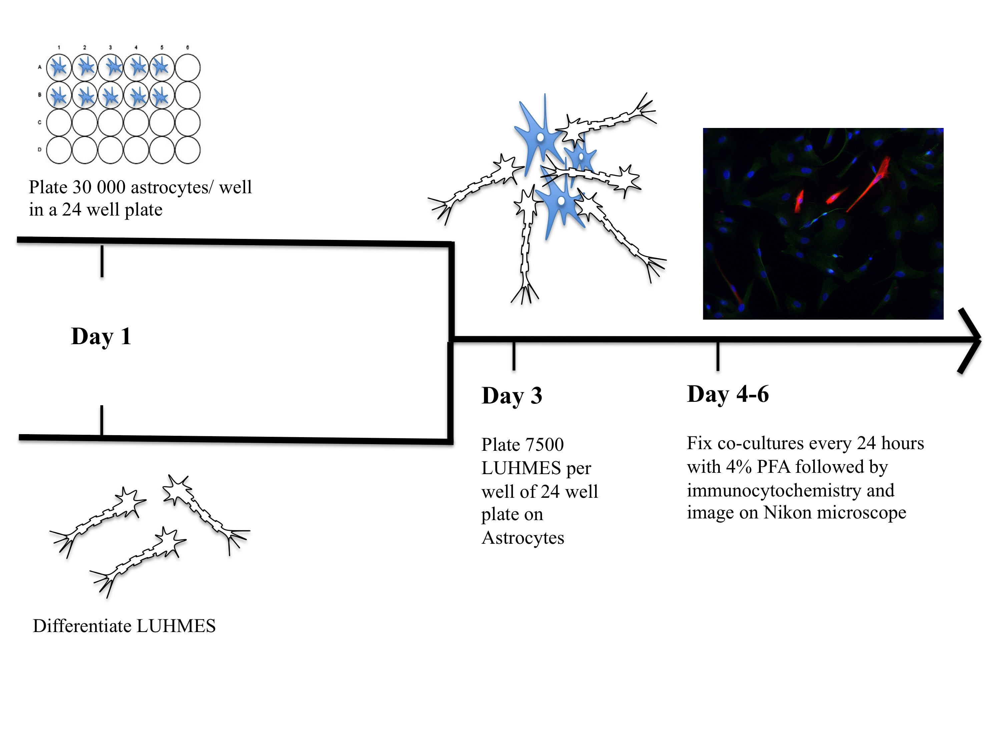 1 2 3 4 5 6
A
B
C
D
Plate 30 000 astrocytes/ well
in a 24 well plate
Day 1
Differentiate LUHMES
Day 3
Plate 7500
LUHMES per
well of 24 well
plate on
Astrocytes
Day 4-6
Fix co-cultures every 24 hours
with 4% PFA followed by
immunocytochemistry and
image on Nikon microscope